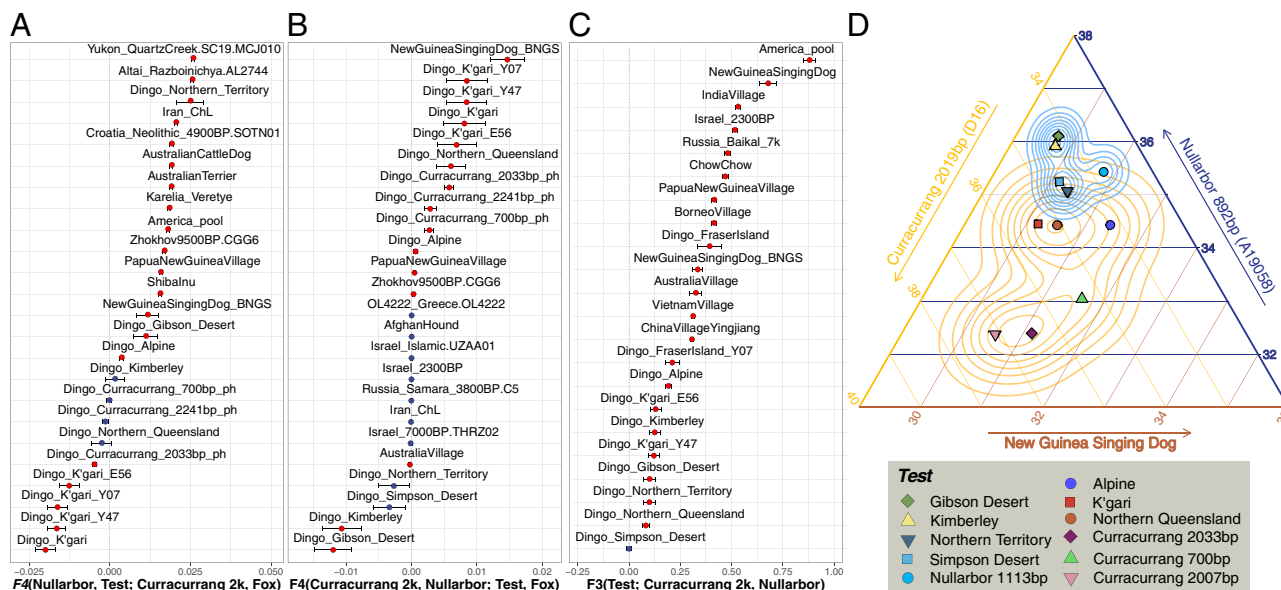 A
Yukon_QuartzCreek.SC19.MCJ010
Altai_Razboinichya.AL2744
Dingo_Northern_Territory
Iran_ChL
Croatia_Neolithic_4900BP.SOTN01
AustralianCattleDog
AustralianTerrier
Karelia_Veretye
America_pool
Zhokhov9500BP.CGG6
PapuaNewGuineaVillage
ShibaInu
NewGuineaSingingDog_BNGS
Dingo_Gibson_Desert
Dingo_Alpine
Dingo_Kimberley
Dingo_Curracurrang_700bp_ph
Dingo_Curracurrang_2241bp_ph
Dingo_Northern_Queensland
Dingo_Curracurrang_2033bp_ph
Dingo_K'gari_E56
Dingo_K'gari_Y07
Dingo_K'gari_Y47
Dingo_K'gari
-0.025 0.000 0.025 0.050
F4(Nullarbor, Test; Curracurrang 2k, Fox)
B
NewGuineaSingingDog_BNGS
Dingo_K'gari_Y07
Dingo_K'gari_Y47
Dingo_K'gari
Dingo_K'gari_E56
Dingo_Northern_Queensland
Dingo_Curracurrang_2033bp_ph
Dingo_Curracurrang_2241bp_ph
Dingo_Curracurrang_700bp_ph
Dingo_Alpine
PapuaNewGuineaVillage
Zhokhov9500BP.CGG6
OL4222_Greece.OL4222
AfghanHound
Israel_Islamic.UZAA01
Israel_2300BP
Russia_Samara_3800BP.C5
Iran_ChL
Israel_7000BP.THRZ02
AustraliaVillage
Dingo_Northern_Territory
Dingo_Simpson_Desert
Dingo_Kimberley
Dingo_Gibson_Desert
-0.01 0.00 0.01 0.02
F4(Curracurrang 2k, Nullarbor; Test, Fox)
C
America_pool
NewGuineaSingingDog
IndiaVillage
Israel_2300BP
Russia_Baikal_7k
ChowChow
PapuaNewGuineaVillage
BorneoVillage
Dingo_FraserIsland
NewGuineaSingingDog_BNGS
AustraliaVillage
VietnamVillage
ChinaVillageYingjiang
Dingo_FraserIsland_Y07
Dingo_Alpine
Dingo_K'gari_E56
Dingo_Kimberley
Dingo_K'gari_Y47
Dingo_Gibson_Desert
Dingo_Northern_Territory
Dingo_Northern_Queensland
Dingo_Simpson_Desert
-0.25 0.00 0.25 0.50 0.75 1.00
F3(Test; Curracurrang 2k, Nullarbor)
D
38
36
34
32
34
36
38
40
Curracurrang 2019bp (D16)
Nullarbor 892bp (A19058)
30 32 34
New Guinea Singing Dog
Test
Gibson Desert
Kimberley
Northern Territory
Simpson Desert
Nullarbor 1113bp
Alpine
K'gari
Northern Queensland
Curracurrang 2033bp
Curracurrang 700bp
Curracurrang 2007bp